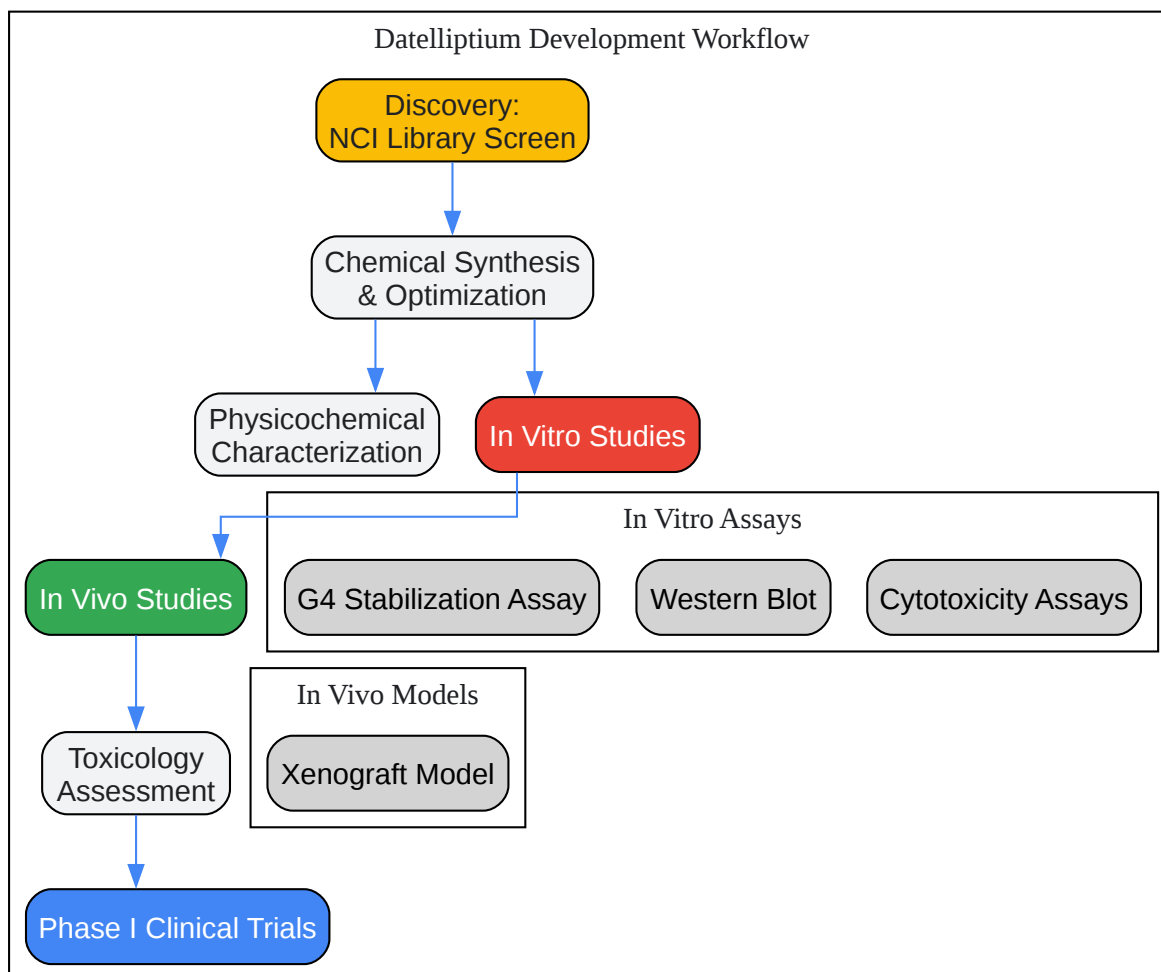 Datelliptium Development Workflow
Discovery:
NCI Library Screen
Chemical Synthesis
& Optimization
Physicochemical
Characterization
In Vitro Studies
In Vitro Assays
In Vivo Studies
G4 Stabilization Assay
Western Blot
Cytotoxicity Assays
In Vivo Models
Toxicology
Assessment
Xenograft Model
Phase I Clinical Trials